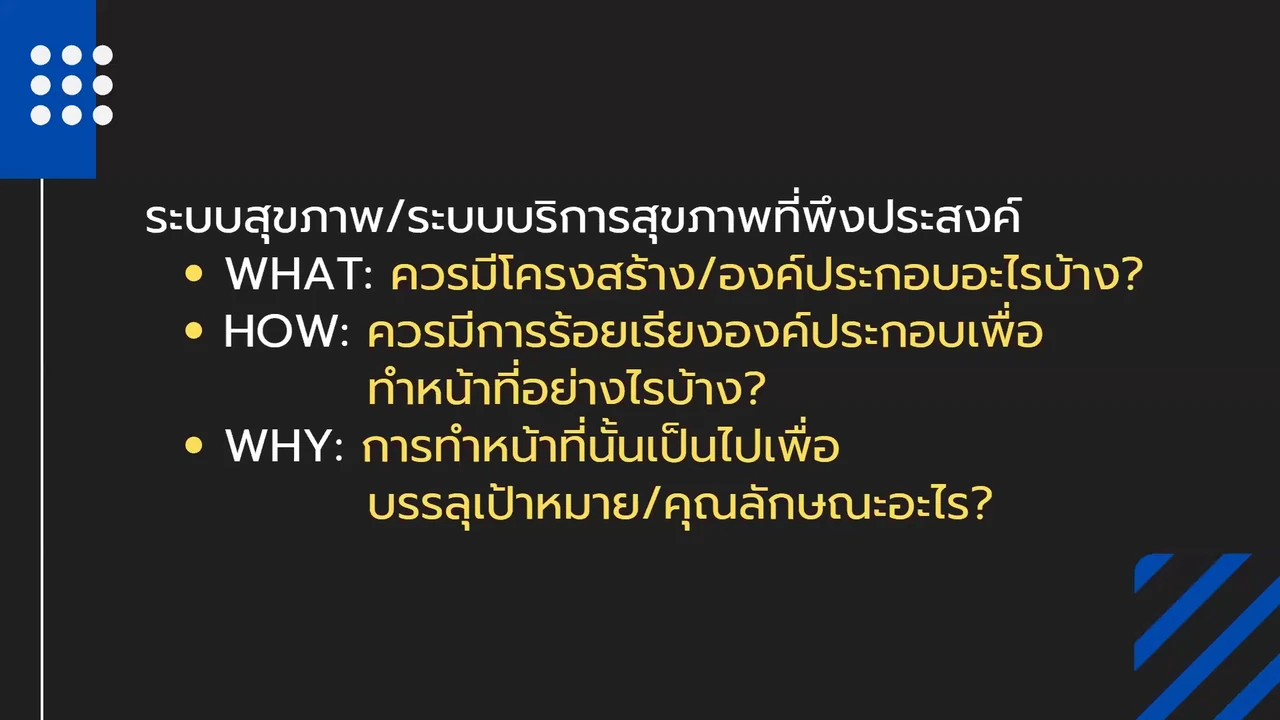 ระบบสุขภาพ/ระบบบริการสุขภาพที่พึงประสงค์
• WHAT: ควรมีโครงสร้าง/องค์ประกอบอะไรบ้าง?
• HOW: ควรมีการร้อยเรียงองค์ประกอบเพื่อ
ทำหน้าที่อย่างไรบ้าง?
• WHY: การทำหน้าที่นั้นเป็นไปเพื่อ
บรรลุเป้าหมาย/คุณลักษณะอะไร?